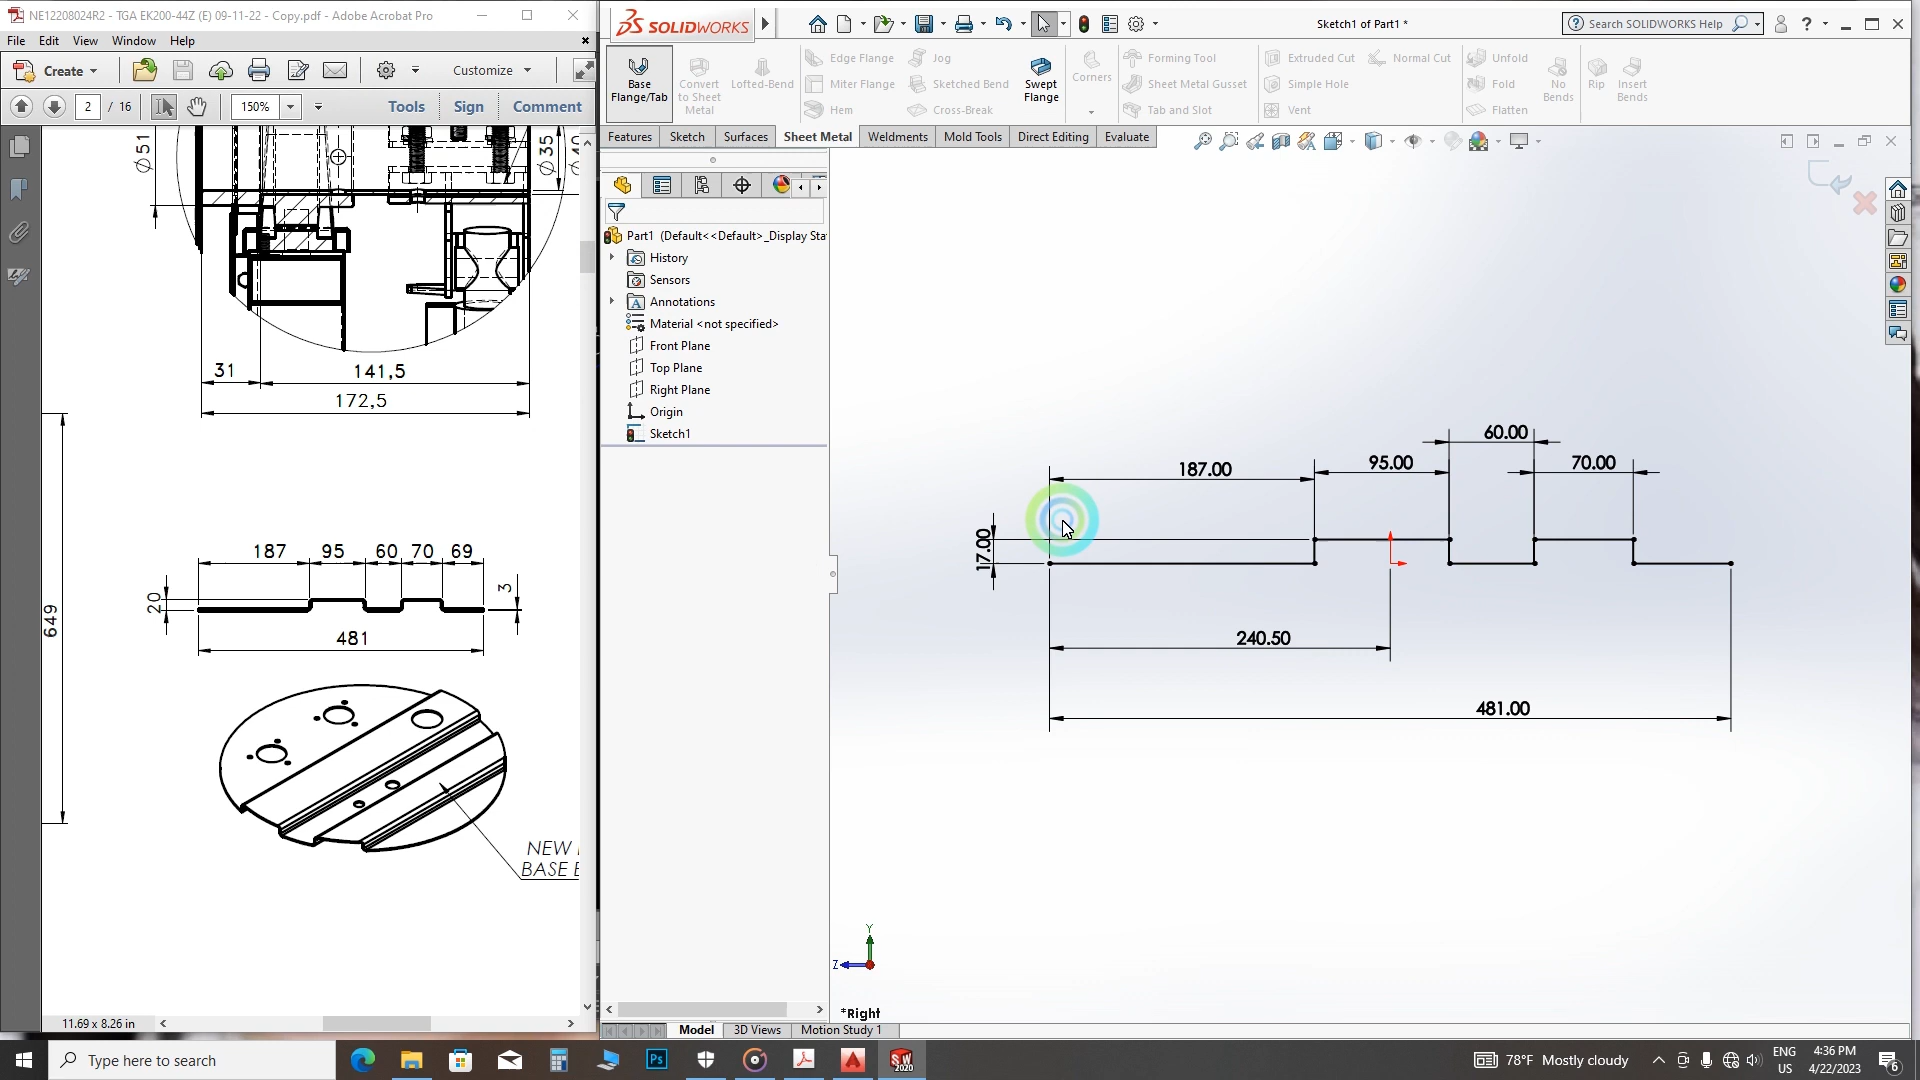 NE12208024R2 - TGA EK200-44Z (E) 09-11-22 - Copy.pdf - Adobe Acrobat Pro
File Edit View Window Help
Create Customize
2 / 16 150% Tools Sign Comment
Ø51
Ø35
31 141,5
172,5
649
187 95 60 70 69
20
3
481
NEW
BASE
11.69 x 8.26 in
SOLIDWORKS
Sketch1 of Part1 *
Search SOLIDWORKS Help
Base Flange/Tab
Convert to Sheet Metal
Lofted-Bend
Edge Flange
Miter Flange
Hem
Jog
Sketched Bend
Cross-Break
Swept Flange
Corners
Forming Tool
Sheet Metal Gusset
Tab and Slot
Extruded Cut
Simple Hole
Vent
Normal Cut
Unfold
Fold
Flatten
No Bends
Rip
Insert Bends
Features Sketch Surfaces Sheet Metal Weldments Mold Tools Direct Editing Evaluate
Part1 (Default<<Default>_Display Sta
History
Sensors
Annotations
Material <not specified>
Front Plane
Top Plane
Right Plane
Origin
Sketch1
60.00
187.00 95.00 70.00
17.00
240.50
481.00
Y
Z
*Right
Model 3D Views Motion Study 1
Type here to search
Ps
SW 2020
78°F Mostly cloudy
ENG US
4:36 PM
4/22/2023
6